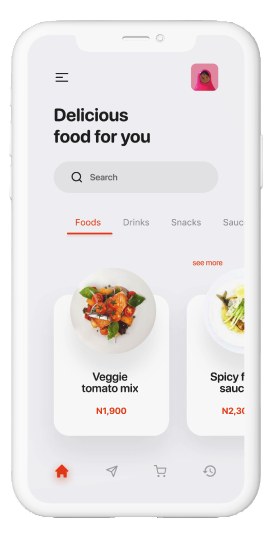 Delicious
food for you
Search
Foods Drinks Snacks Sauc
see more
Veggie
tomato mix
N1,900
Spicy f
sauc
N2,30